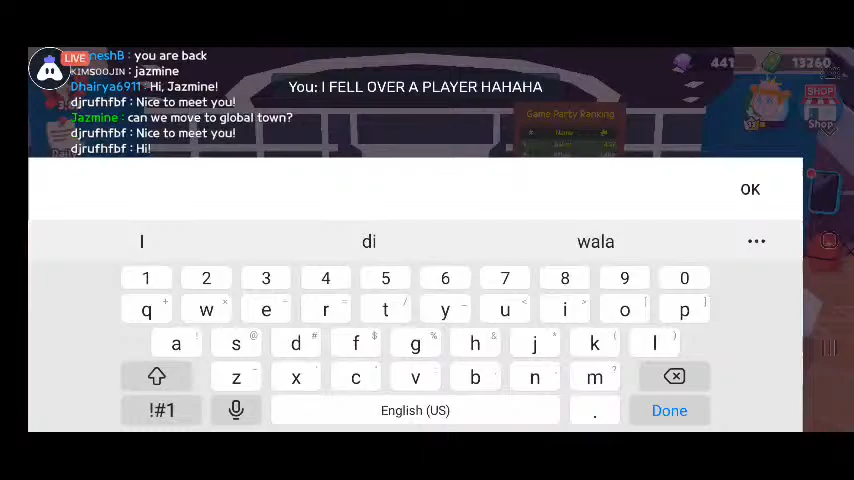 LIVE
neshB : you are back
KIMSOOJIN : jazmine
Dhairya6911 : Hi, Jazmine!
djrufhfbf : Nice to meet you!
Jazmine : can we move to global town?
djrufhfbf : Nice to meet you!
djrufhfbf : Hi!
You: I FELL OVER A PLAYER HAHAHA
441
13260
SHOP
Shop
Game Party Ranking
# Name
OK
I di wala •••
1 2 3 4 5 6 7 8 9 0
q w e r t y u i o p
a s d f g h j k l
z x c v b n m
!#1 English (US) . Done